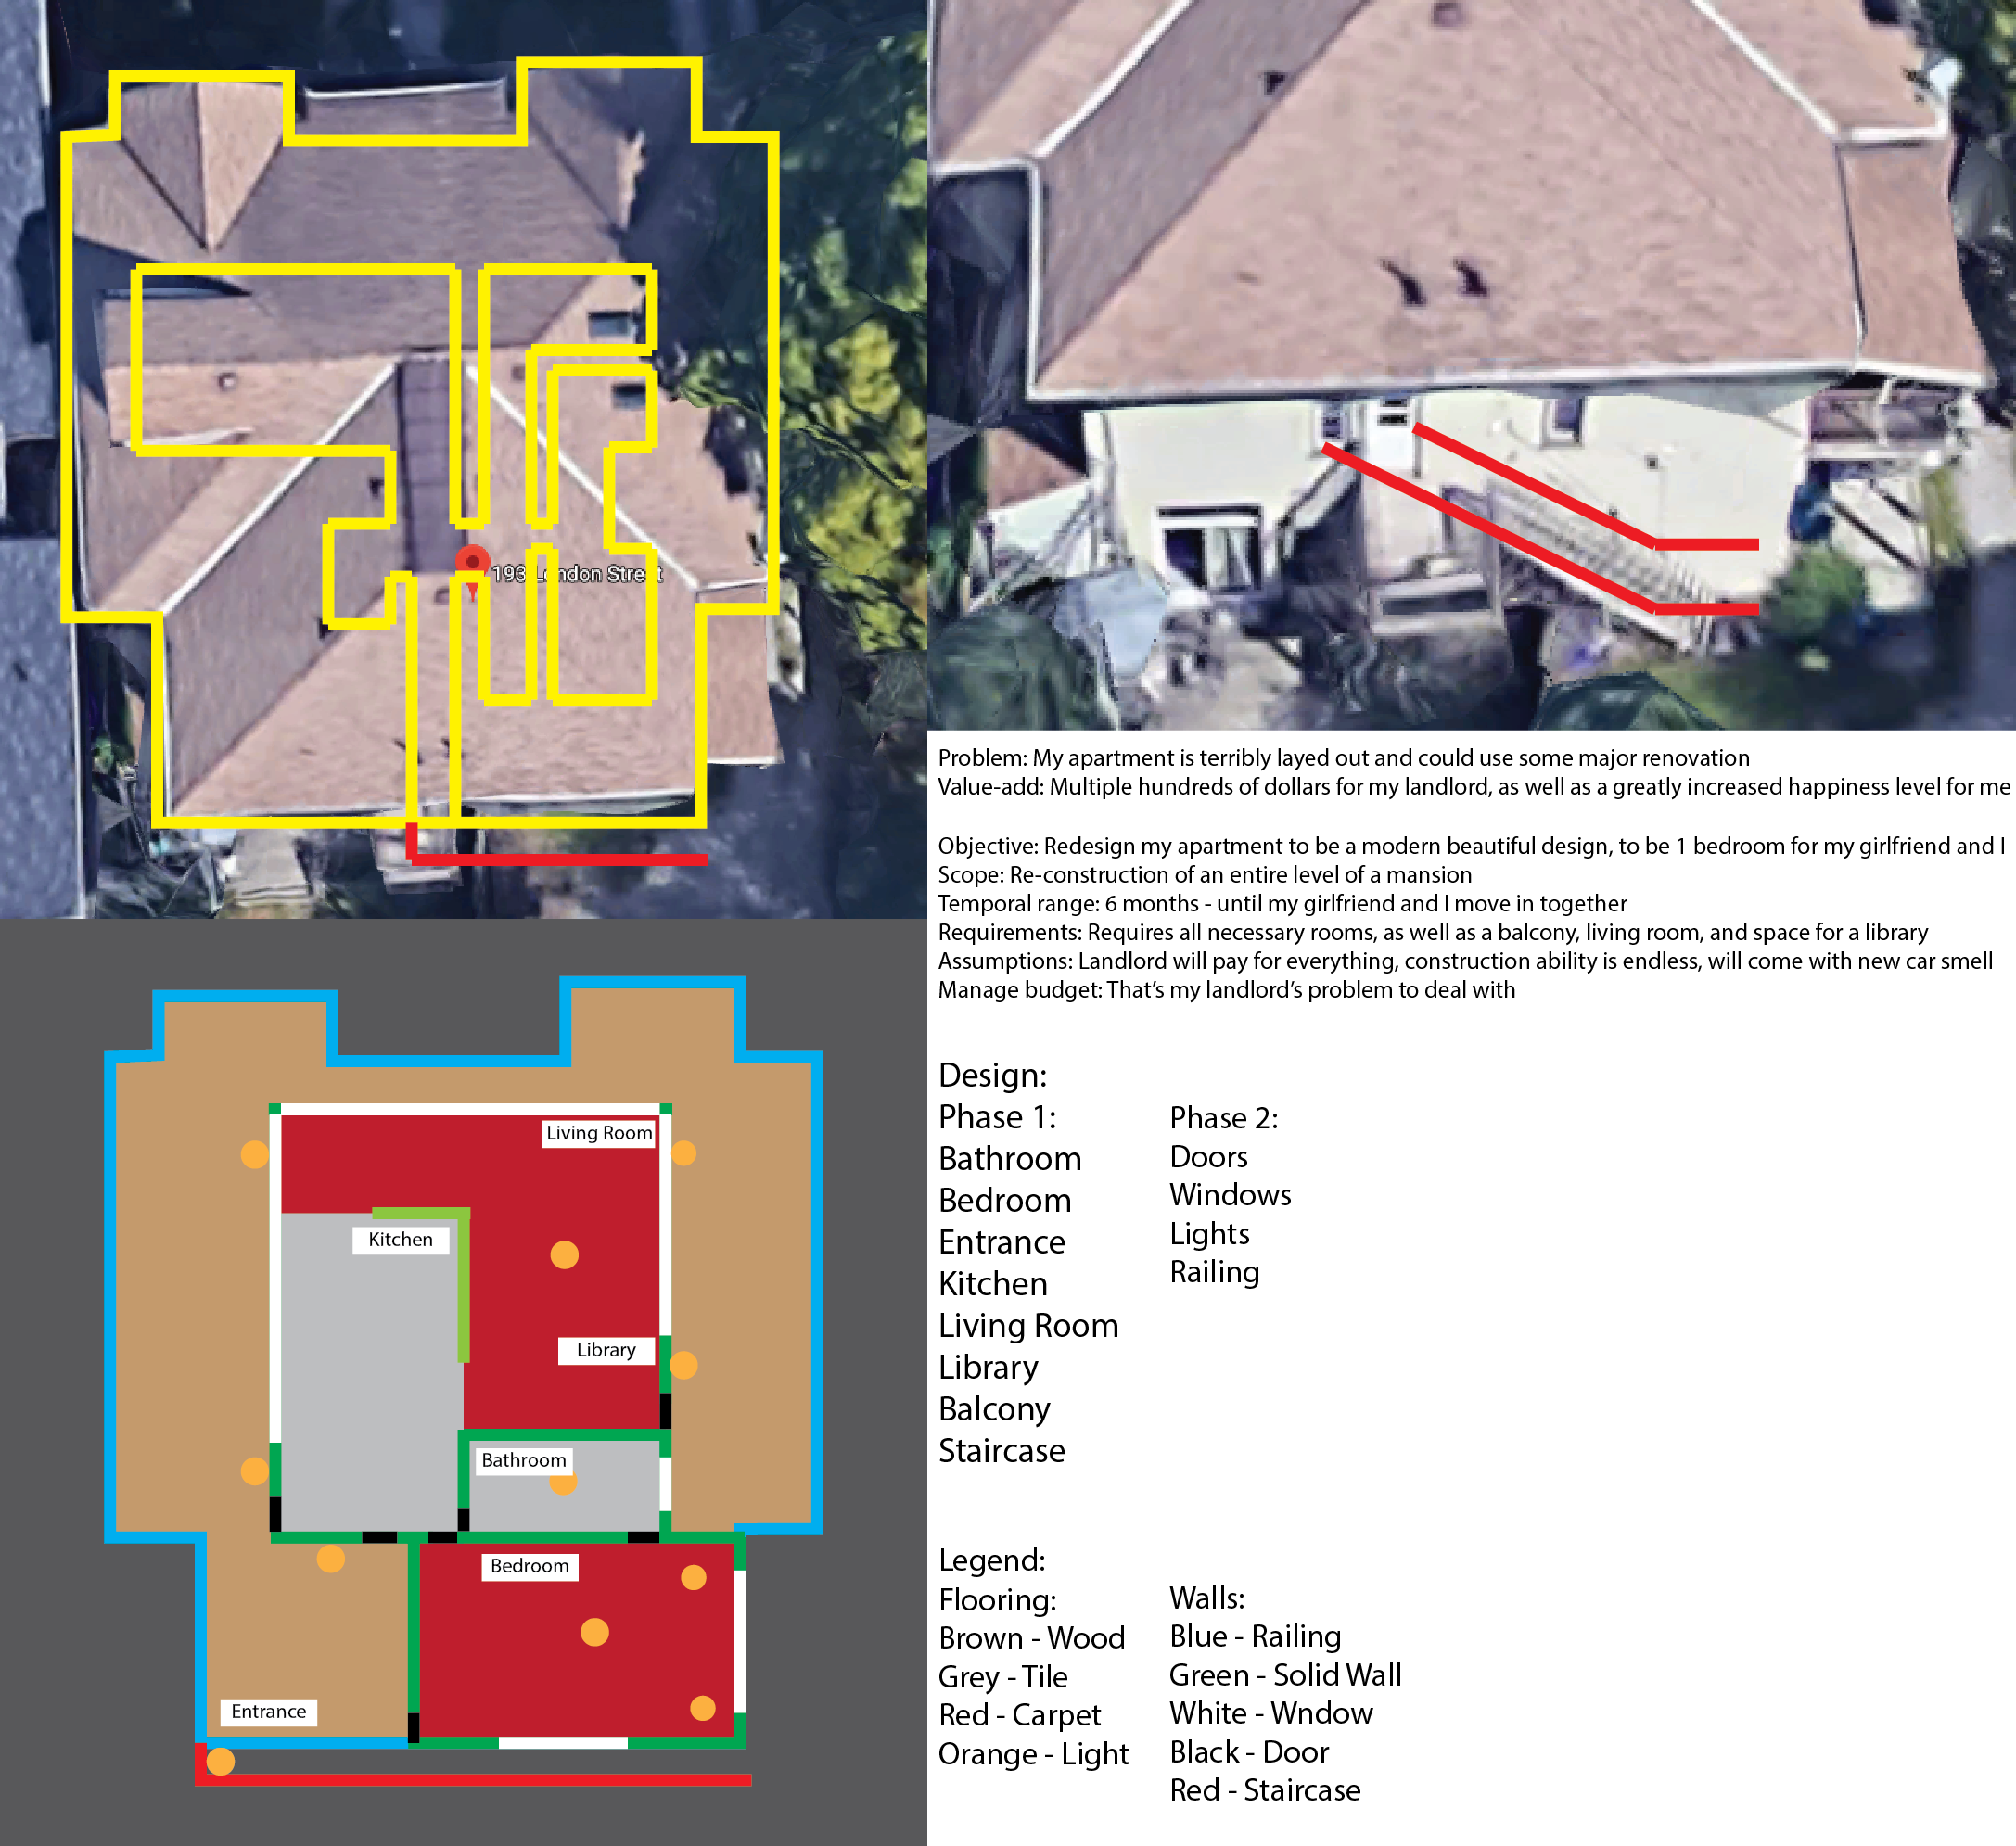 193 London Street
Problem: My apartment is terribly layed out and could use some major renovation
Value-add: Multiple hundreds of dollars for my landlord, as well as a greatly increased happiness level for me
Objective: Redesign my apartment to be a modern beautiful design, to be 1 bedroom for my girlfriend and I
Scope: Re-construction of an entire level of a mansion
Temporal range: 6 months - until my girlfriend and I move in together
Requirements: Requires all necessary rooms, as well as a balcony, living room, and space for a library
Assumptions: Landlord will pay for everything, construction ability is endless, will come with new car smell
Manage budget: That's my landlord's problem to deal with
Living Room
Kitchen
Library
Bathroom
Bedroom
Entrance
Design:
Phase 1:
Bathroom
Bedroom
Entrance
Kitchen
Living Room
Library
Balcony
Staircase
Phase 2:
Doors
Windows
Lights
Railing
Legend:
Flooring:
Brown - Wood
Grey - Tile
Red - Carpet
Orange - Light
Walls:
Blue - Railing
Green - Solid Wall
White - Wndow
Black - Door
Red - Staircase